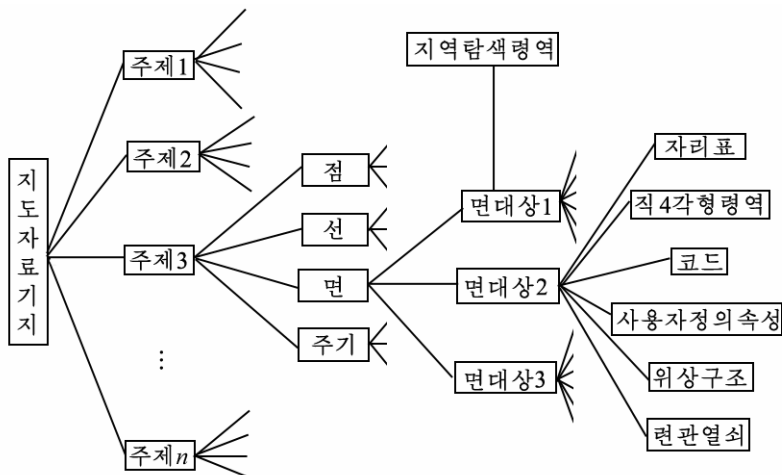 지도자료기지
주제1
주제2
주제3
⋮
주제n
점
선
면
주기
지역탐색령역
면대상1
면대상2
면대상3
자리표
직4각형령역
코드
사용자정의속성
위상구조
련관열쇠